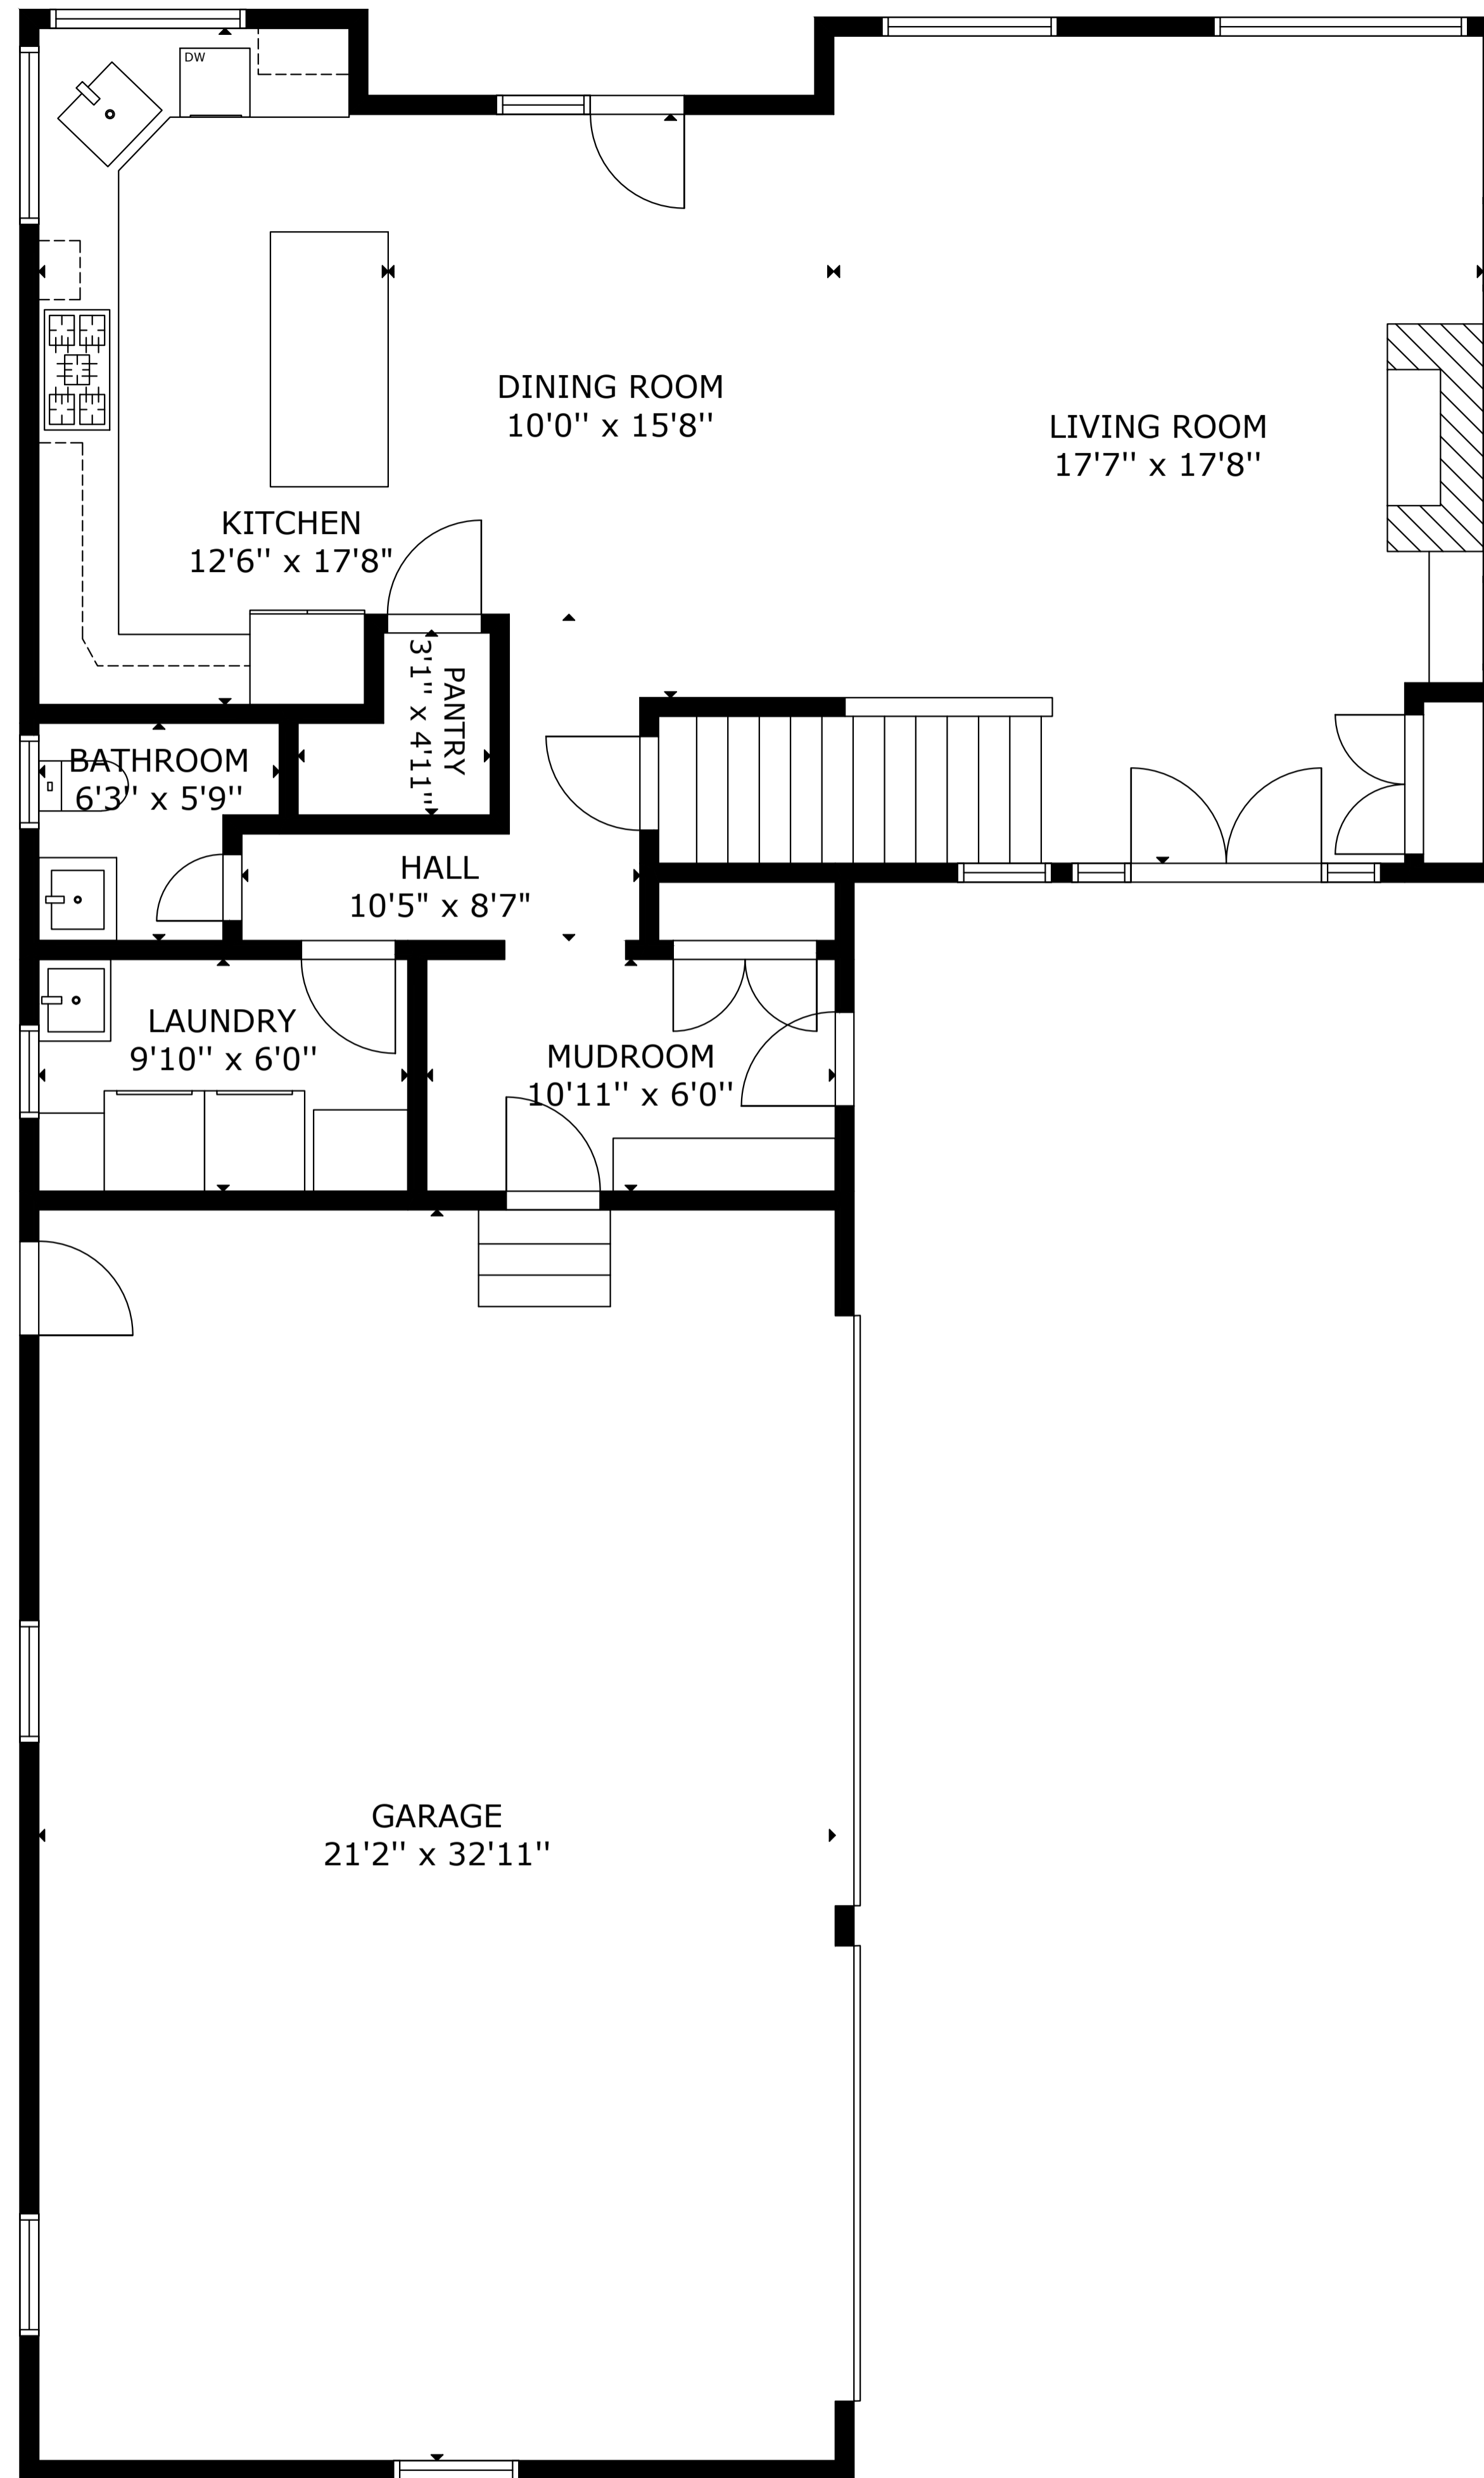 DW
DINING ROOM
10'0'' x 15'8''
LIVING ROOM
17'7'' x 17'8''
KITCHEN
12'6'' x 17'8"
PANTRY
3'1'' x 4'11''
BATHROOM
6'3'' x 5'9''
HALL
10'5" x 8'7"
LAUNDRY
9'10'' x 6'0''
MUDROOM
10'11'' x 6'0''
GARAGE
21'2'' x 32'11''